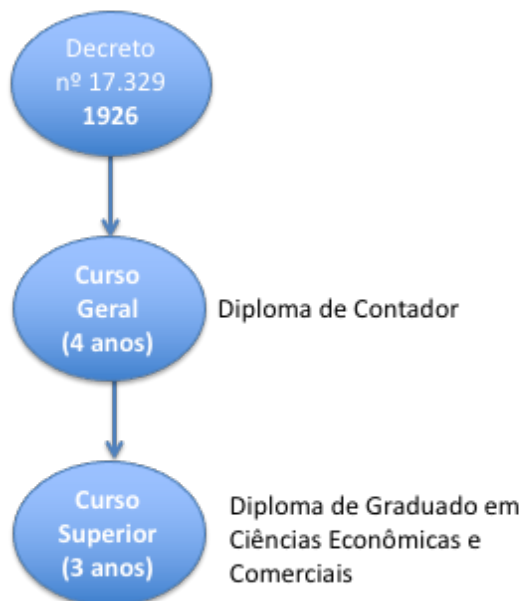 Decreto
nº 17.329
1926
Curso
Geral
(4 anos)
Diploma de Contador
Curso
Superior
(3 anos)
Diploma de Graduado em
Ciências Econômicas e
Comerciais